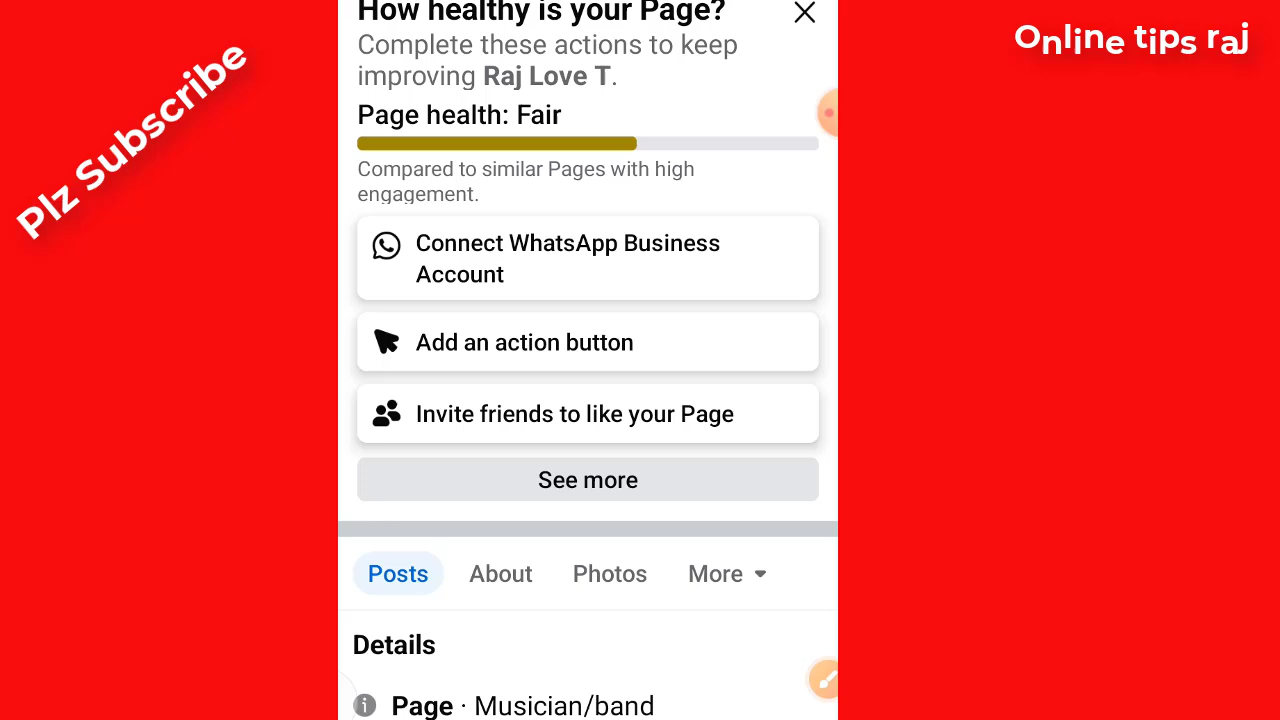 How healthy is your Page?
Complete these actions to keep
improving Raj Love T.
Page health: Fair
Compared to similar Pages with high
engagement.
Connect WhatsApp Business
Account
Add an action button
Invite friends to like your Page
See more
Posts About Photos More
Details
Page · Musician/band
Plz Subscribe
Online tips raj